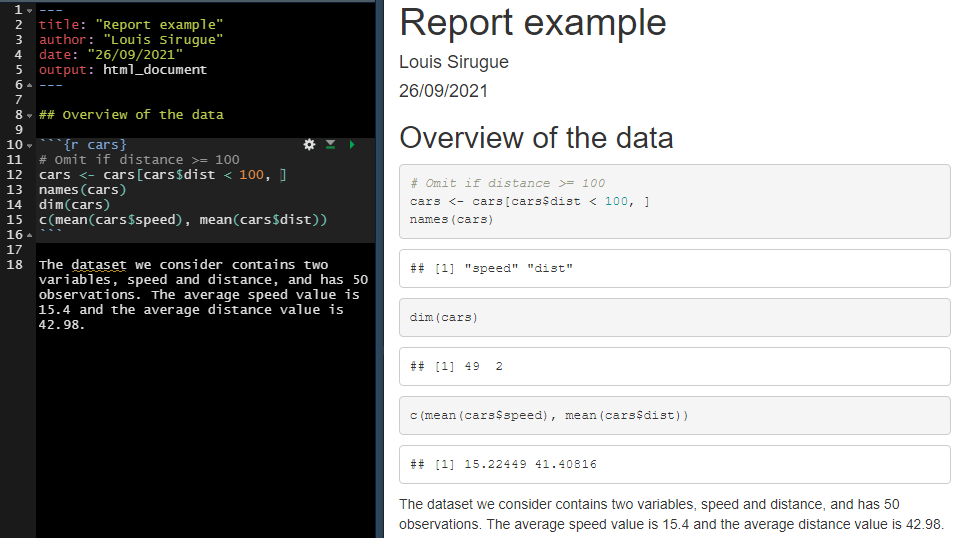 1 ---
2 title: "Report example"
3 author: "Louis Sirugue"
4 date: "26/09/2021"
5 output: html_document
6 ---
7
8 ## Overview of the data
9
10 ```{r cars}
11 # Omit if distance >= 100
12 cars <- cars[cars$dist < 100, ]
13 names(cars)
14 dim(cars)
15 c(mean(cars$speed), mean(cars$dist))
16 ```
17
18 The dataset we consider contains two
variables, speed and distance, and has 50
observations. The average speed value is
15.4 and the average distance value is
42.98.
Report example
Louis Sirugue
26/09/2021
Overview of the data
# Omit if distance >= 100
cars <- cars[cars$dist < 100, ]
names(cars)
## [1] "speed" "dist"
dim(cars)
## [1] 49  2
c(mean(cars$speed), mean(cars$dist))
## [1] 15.22449 41.40816
The dataset we consider contains two variables, speed and distance, and has 50
observations. The average speed value is 15.4 and the average distance value is 42.98.